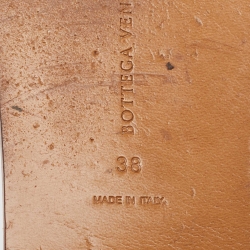 BOTTEGA VEN
38
MADE IN ITALY